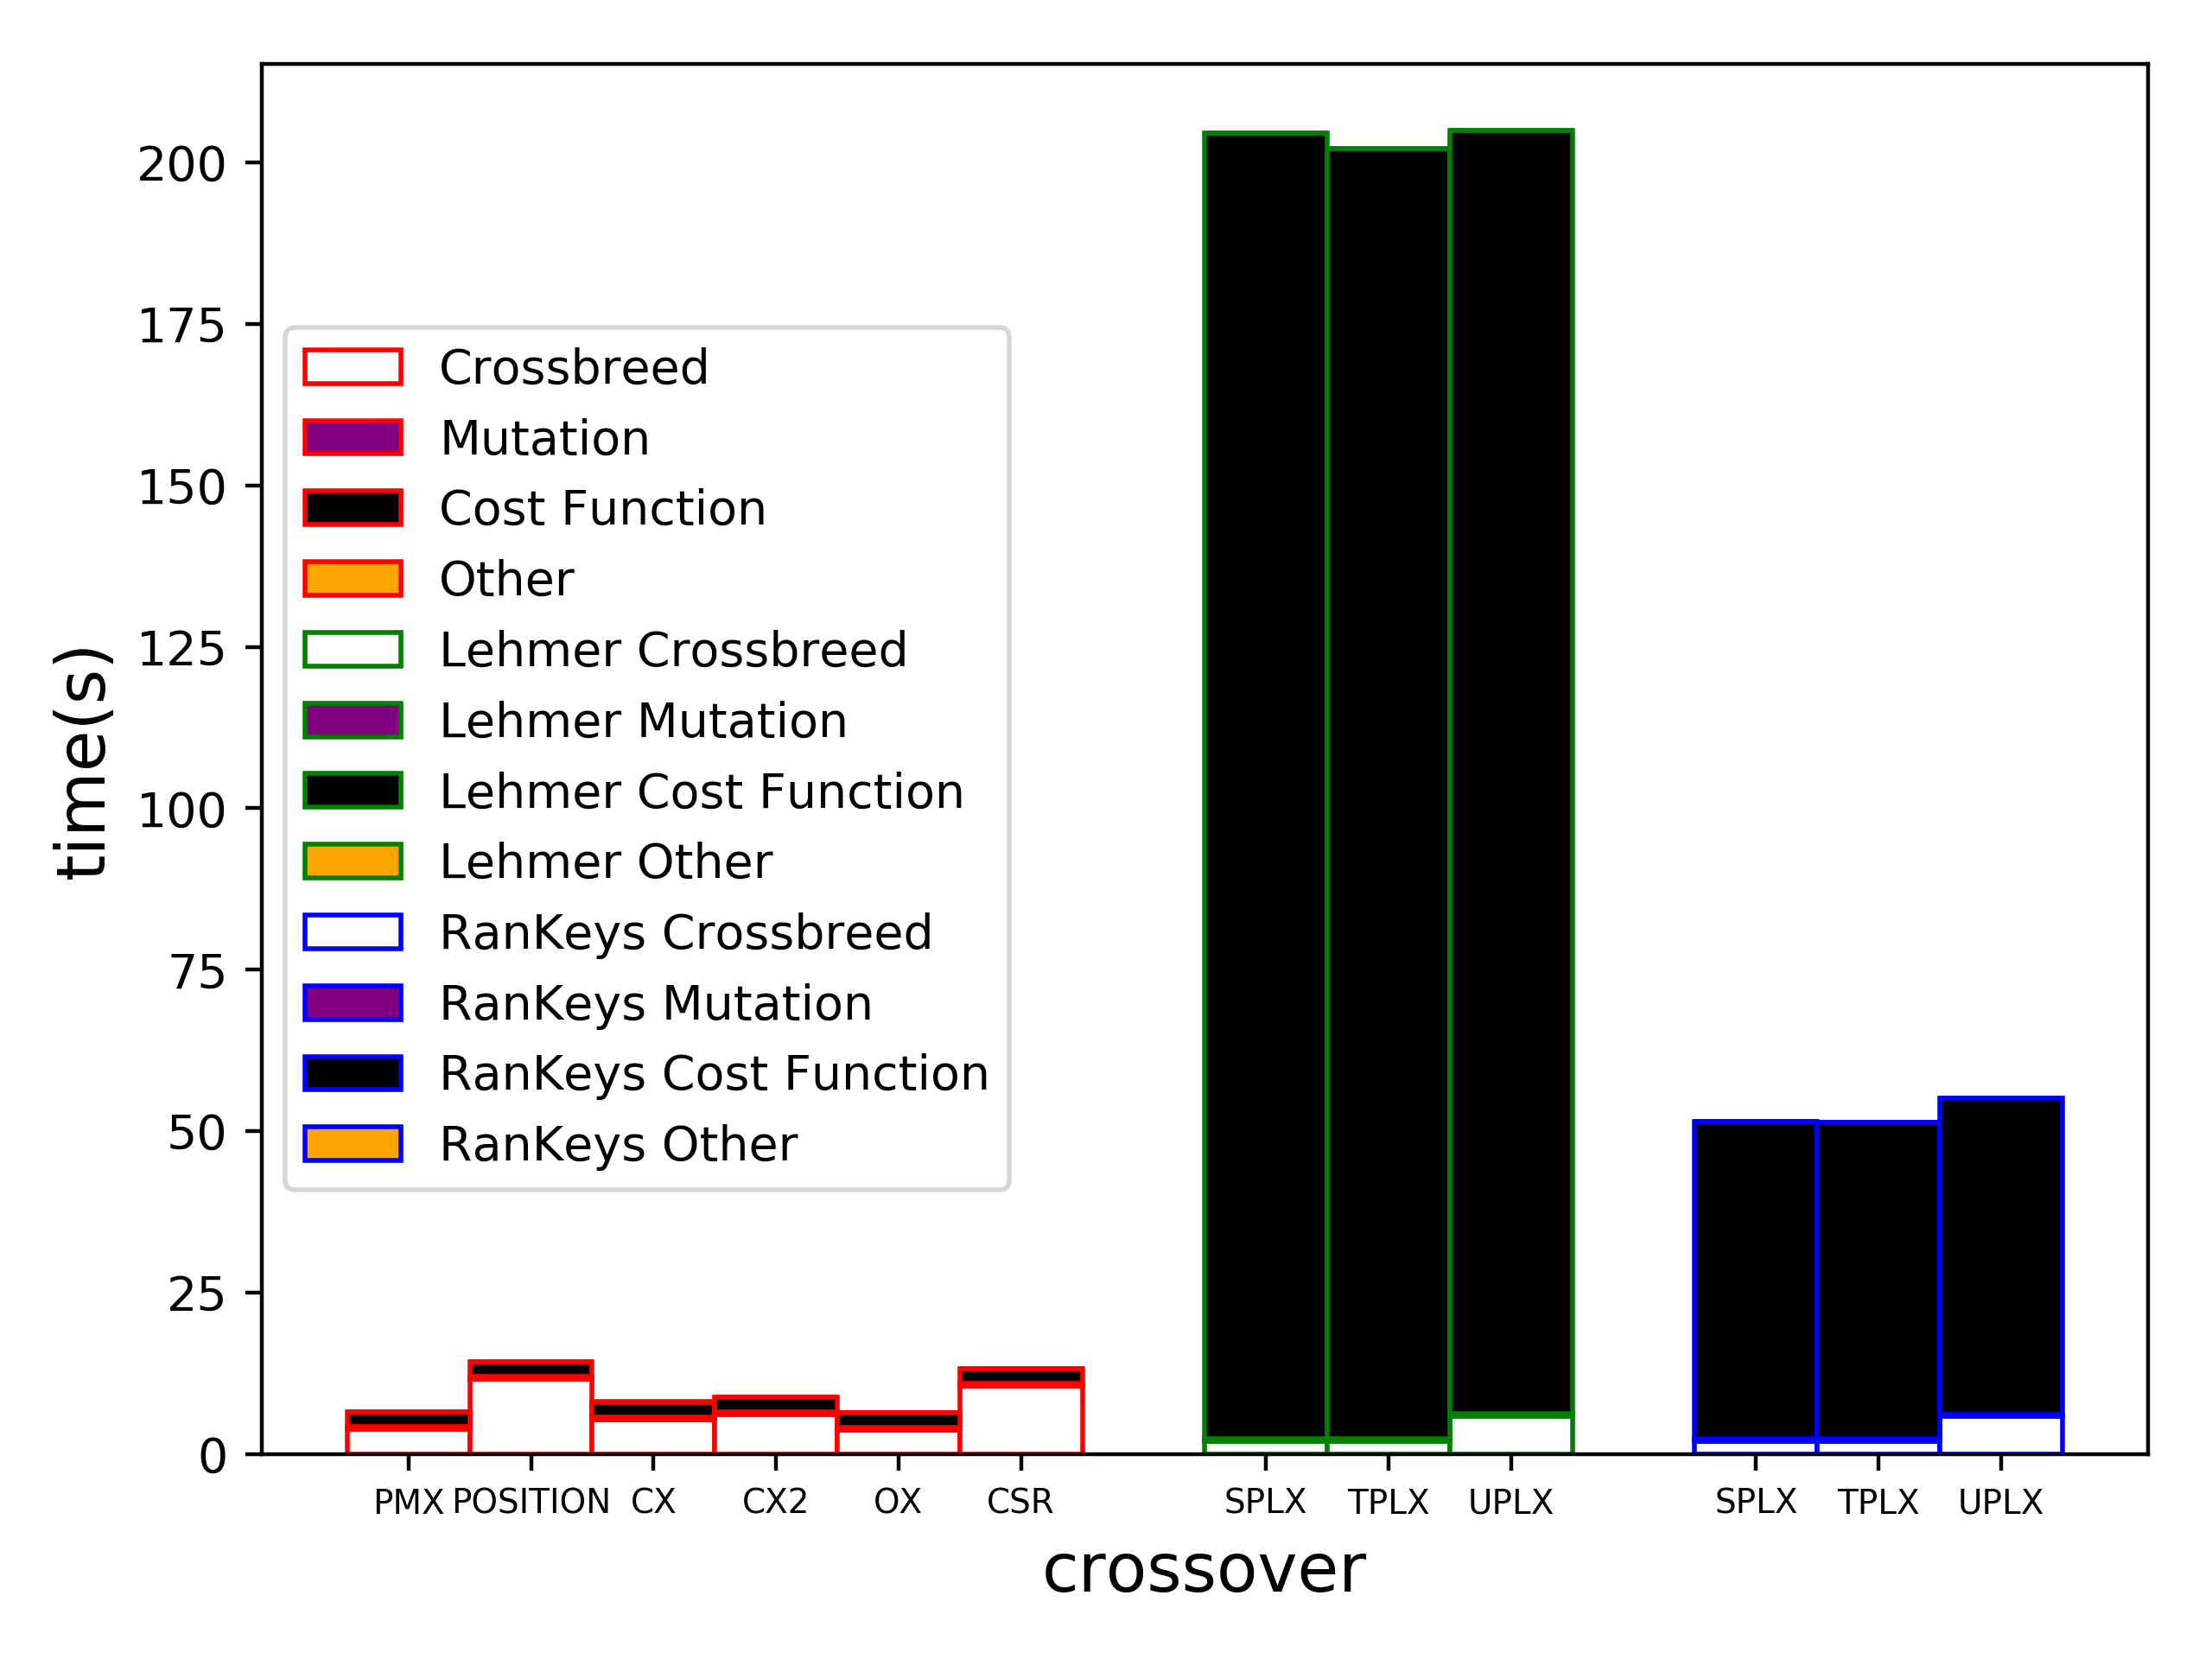 time(s)
200
175
150
125
100
75
50
25
0
Crossbreed
Mutation
Cost Function
Other
Lehmer Crossbreed
Lehmer Mutation
Lehmer Cost Function
Lehmer Other
RanKeys Crossbreed
RanKeys Mutation
RanKeys Cost Function
RanKeys Other
PMX POSITION CX CX2 OX CSR SPLX TPLX UPLX SPLX TPLX UPLX
crossover